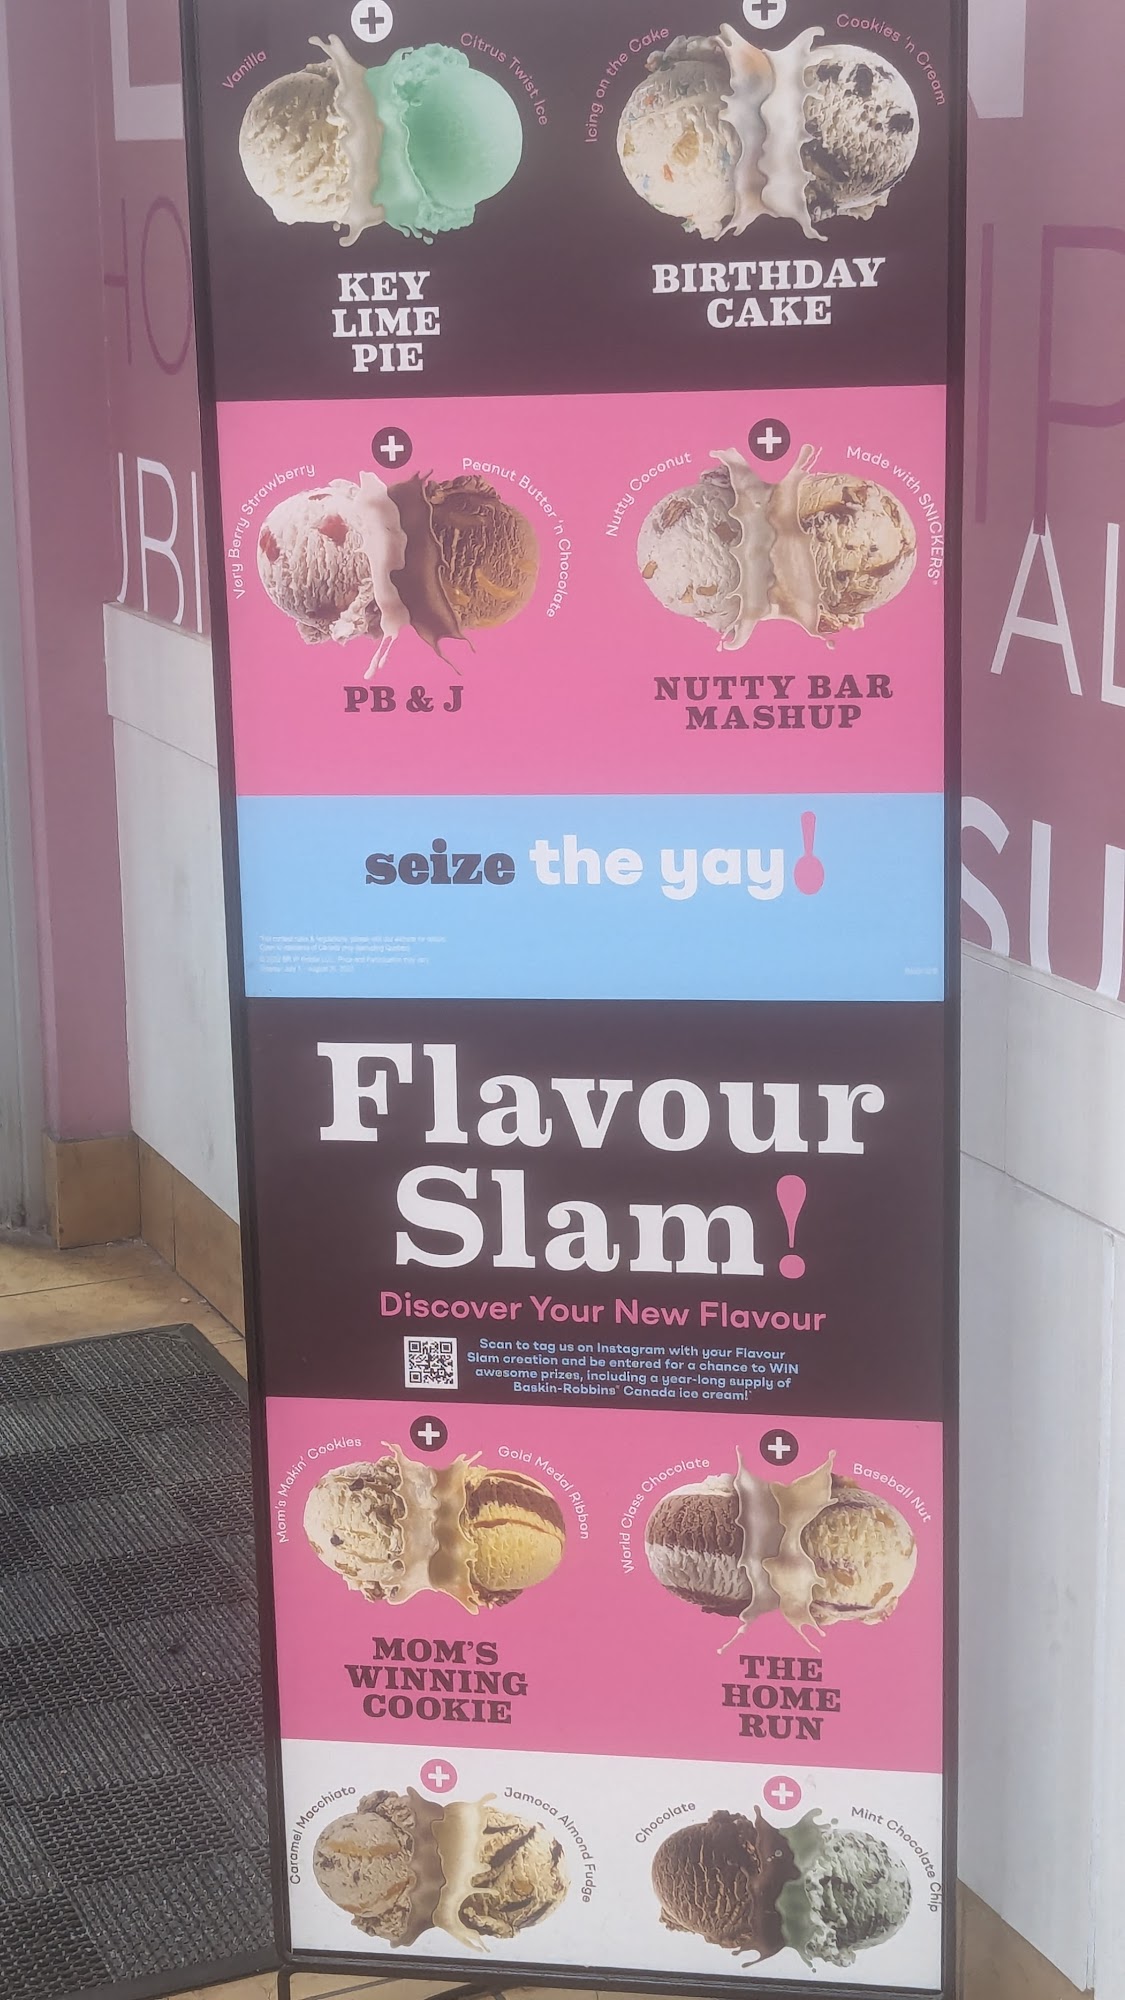 +
Vanilla
Citrus Twist Ice
KEY
LIME
PIE
+
Icing on the Cake
Cookies 'n Cream
BIRTHDAY
CAKE
+
Very Berry Strawberry
Peanut Butter 'n Chocolate
PB & J
+
Nutty Coconut
Made with SNICKERS®
NUTTY BAR
MASHUP
seize the yay!
Flavour
Slam!
Discover Your New Flavour
Scan to tag us on Instagram with your Flavour
Slam creation and be entered for a chance to WIN
awesome prizes, including a year-long supply of
Baskin-Robbins® Canada ice cream!*
+
Mom's Makin' Cookies
Gold Medal Ribbon
MOM'S
WINNING
COOKIE
+
World Class Chocolate
Baseball Nut
THE
HOME
RUN
+
Caramel Macchiato
Jamoca Almond Fudge
+
Chocolate
Mint Chocolate Chip
HO
UBI
IP
AL
SU